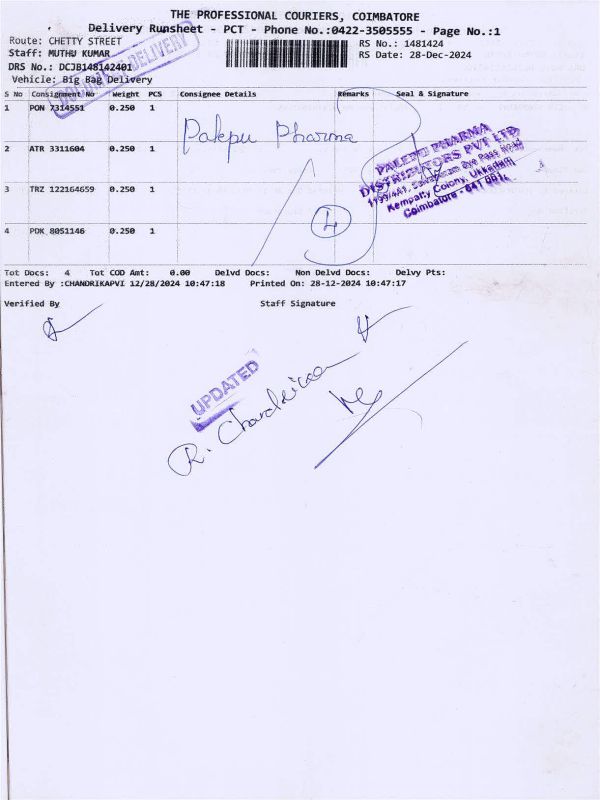 THE PROFESSIONAL COURIERS, COIMBATORE
Delivery Runsheet - PCT - Phone No.:0422-3505555 - Page No.:1
Route: CHETTY STREET
RS No.: 1481424
Staff: MUTHU KUMAR
RS Date: 28-Dec-2024
DRS No.: DCJB148142401
Vehicle: Big Bag Delivery
DELIVERY
S No Consignment No Weight PCS Consignee Details Remarks Seal & Signature
1 PON 7314551 0.250 1
Palepu Pharma
2 ATR 3311604 0.250 1
PALEPU PHARMA
DISTRIBUTORS PVT LTD
1199/4A1, Bye Pass Road
Kempatty Colony, Ukkadam
Coimbatore - 641 001.
3 TRZ 122164659 0.250 1
4
4 PDK 8051146 0.250 1
Tot Docs: 4 Tot COD Amt: 0.00 Delvd Docs: Non Delvd Docs: Delvy Pts:
Entered By :CHANDRIKAPVI 12/28/2024 10:47:18 Printed On: 28-12-2024 10:47:17
Verified By Staff Signature
UPDATED